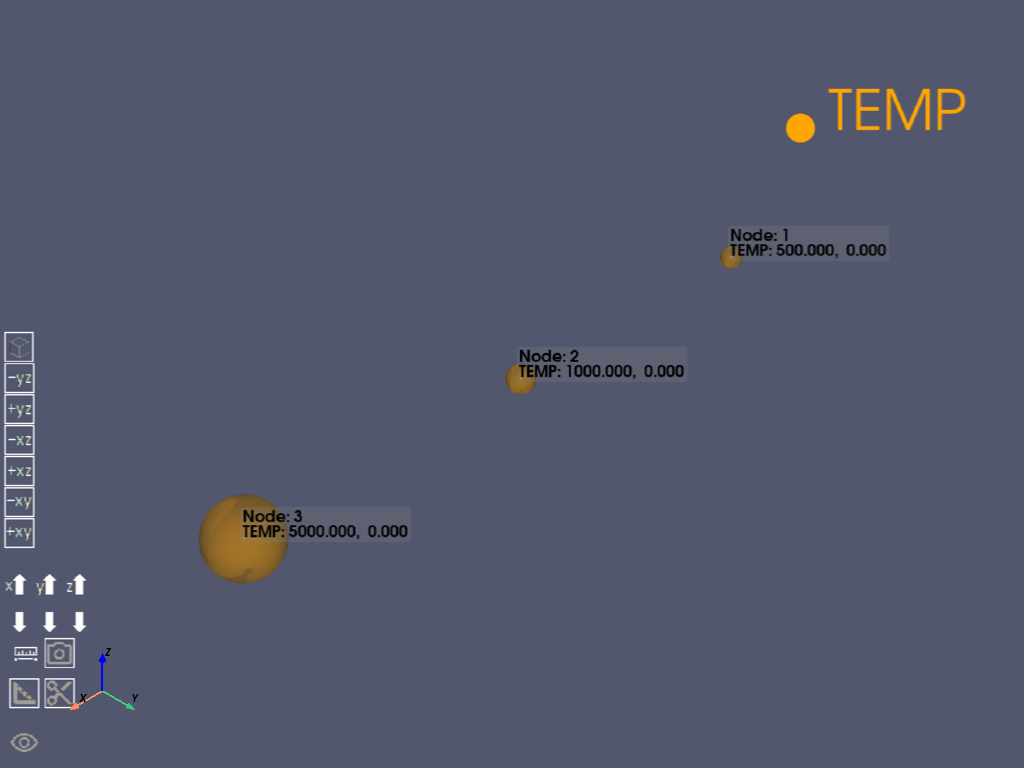 TEMP
Node: 1
TEMP: 500.000, 0.000
Node: 2
TEMP: 1000.000, 0.000
Node: 3
TEMP: 5000.000, 0.000
-yz
+yz
-xz
+xz
-xy
+xy
x y z
Z
X Y